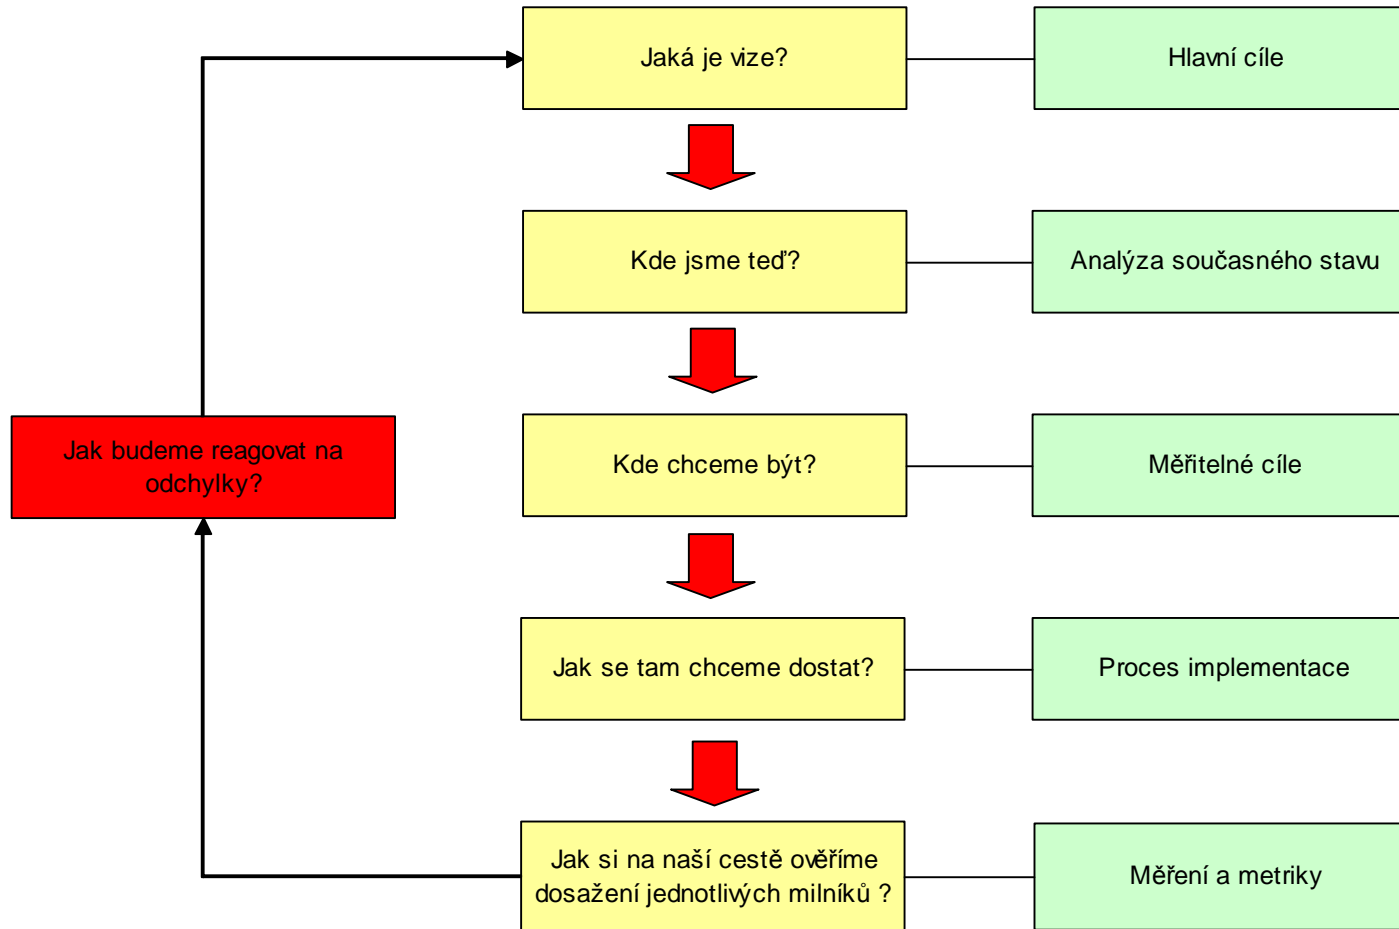 Jaká je vize?
Hlavní cíle
Kde jsme teď?
Analýza současného stavu
Jak budeme reagovat na
odchylky?
Kde chceme být?
Měřitelné cíle
Jak se tam chceme dostat?
Proces implementace
Jak si na naší cestě ověříme
dosažení jednotlivých milníků ?
Měření a metriky